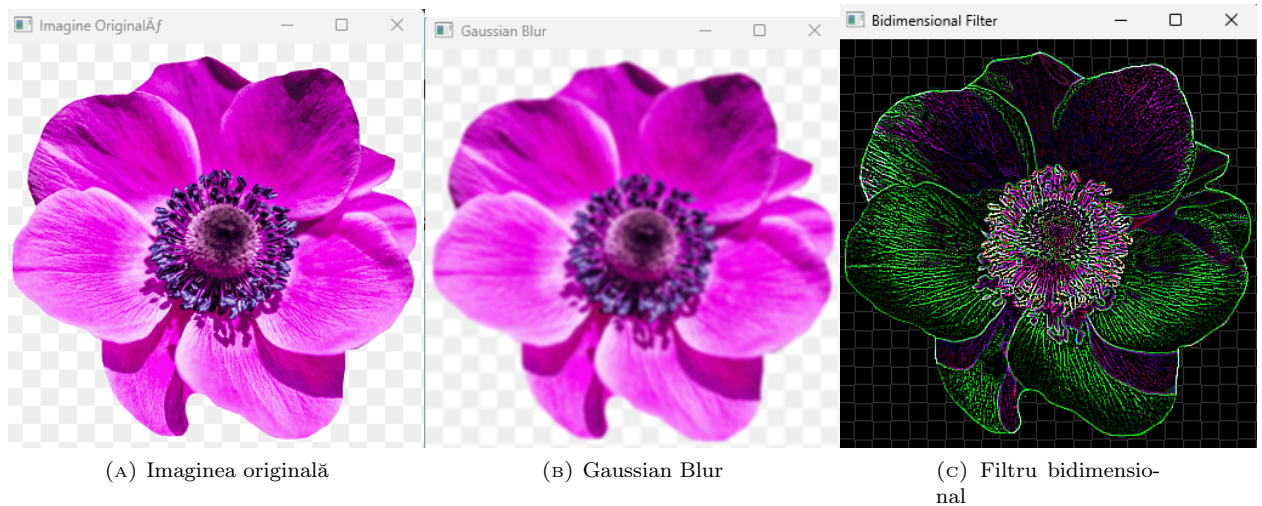 Imagine OriginalÄƒ
Gaussian Blur
Bidimensional Filter
(A) Imaginea originală
(B) Gaussian Blur
(C) Filtru bidimensio-
nal